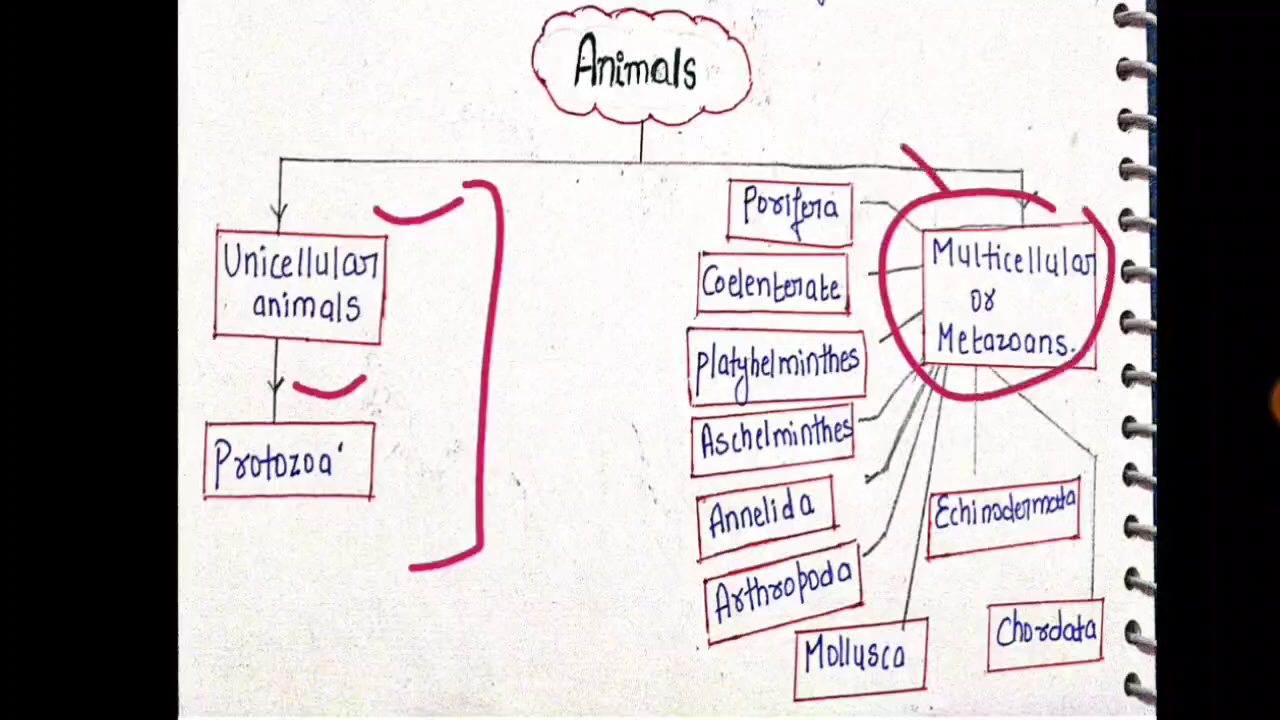 Animals
Unicellular
animals
Protozoa
Porifera
Coelenterate
Platyhelminthes
Aschelminthes
Annelida
Arthropoda
Mollusca
Multicellular
or
Metazoans.
Echinodermata
Chordata